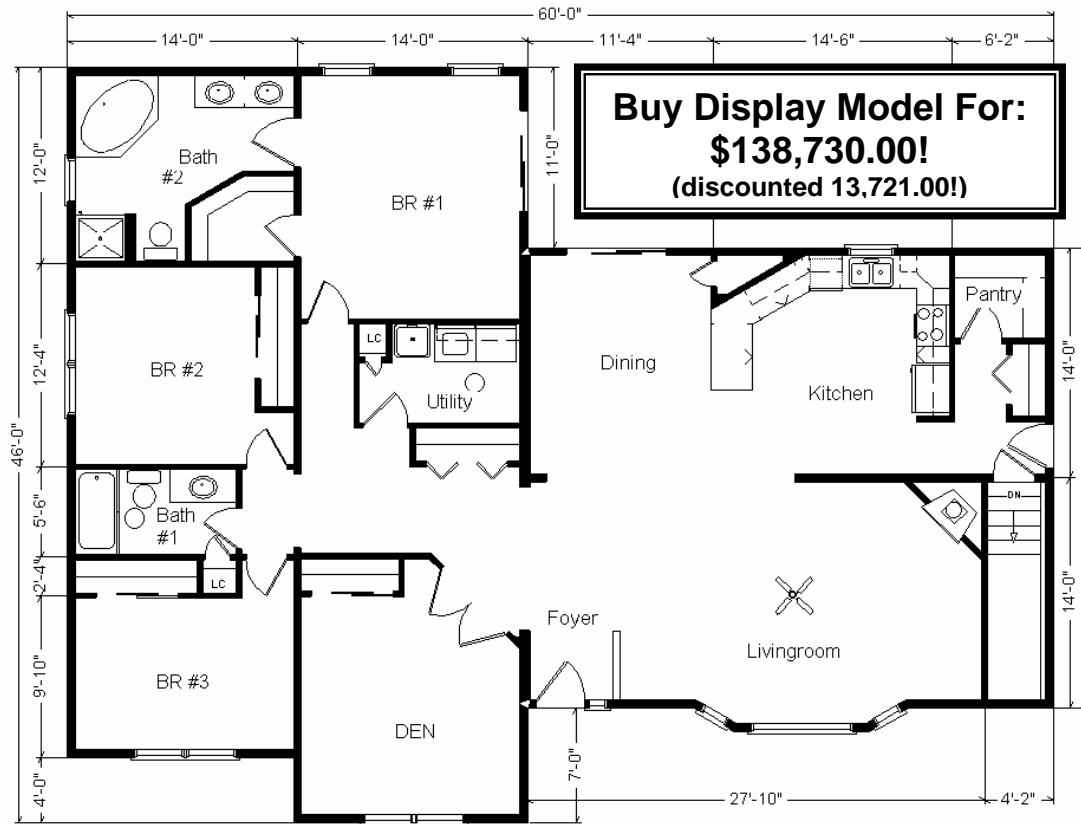 60'-0"
14'-0"
14'-0"
11'-4"
14'-6"
6'-2"
Buy Display Model For:
$138,730.00!
(discounted 13,721.00!)
46'-0"
12'-0"
12'-4"
5'-6"
2'-4"
9'-10"
4'-0"
11'-0"
Bath
#2
BR #1
BR #2
LC
Utility
Dining
Kitchen
Pantry
14'-0"
Bath
#1
LC
DN
14'-0"
BR #3
DEN
Foyer
Livingroom
7'-0"
27'-10"
4'-2"